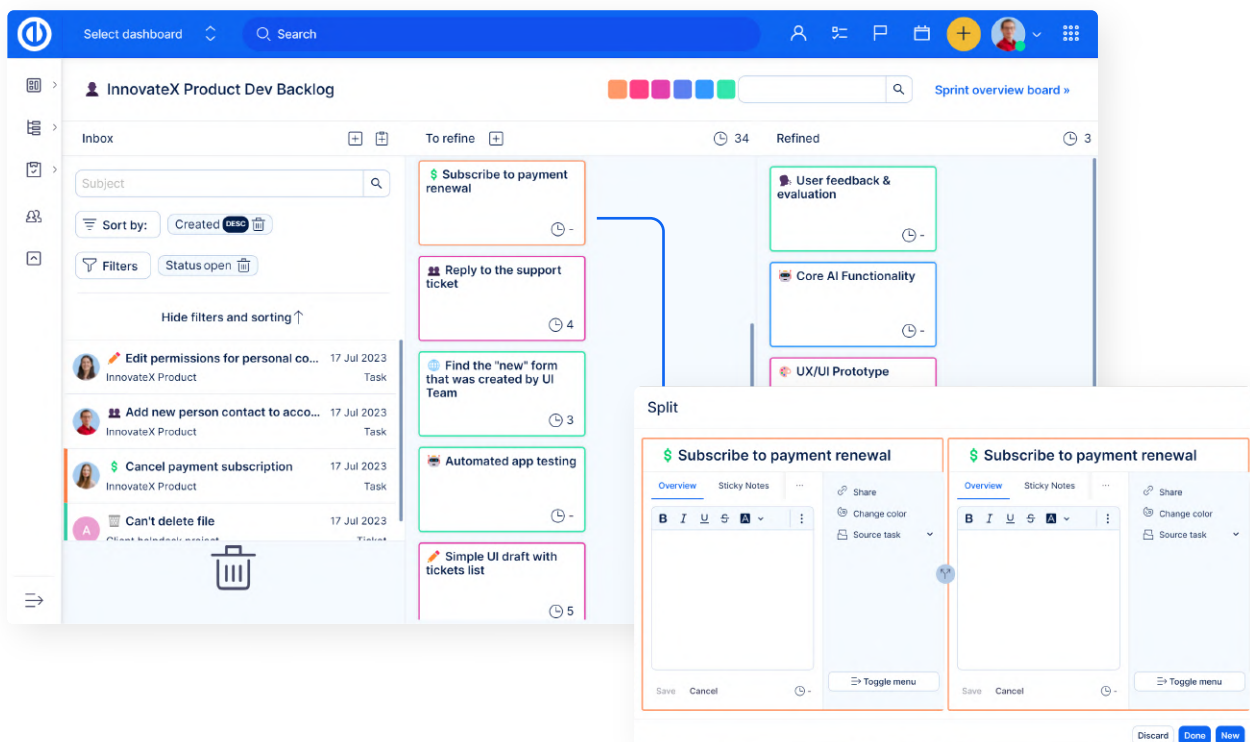 Select dashboard
Search
InnovateX Product Dev Backlog
Sprint overview board »
Inbox
Subject
Sort by:
Created DESC
Filters
Status open
Hide filters and sorting
Edit permissions for personal co...
17 Jul 2023
InnovateX Product
Task
Add new person contact to acco...
17 Jul 2023
InnovateX Product
Task
Cancel payment subscription
17 Jul 2023
InnovateX Product
Task
A
Can't delete file
17 Jul 2023
Client helpdesk project
Ticket
To refine
34
Subscribe to payment
renewal
-
Reply to the support
ticket
4
Find the "new" form
that was created by UI
Team
3
Automated app testing
-
Simple UI draft with
tickets list
5
Refined
3
User feedback &
evaluation
-
Core AI Functionality
-
UX/UI Prototype
Split
Subscribe to payment renewal
Overview
Sticky Notes
...
B I U S A
Share
Change color
Source task
Save
Cancel
-
Toggle menu
Subscribe to payment renewal
Overview
Sticky Notes
...
B I U S A
Share
Change color
Source task
Save
Cancel
-
Toggle menu
Discard
Done
New